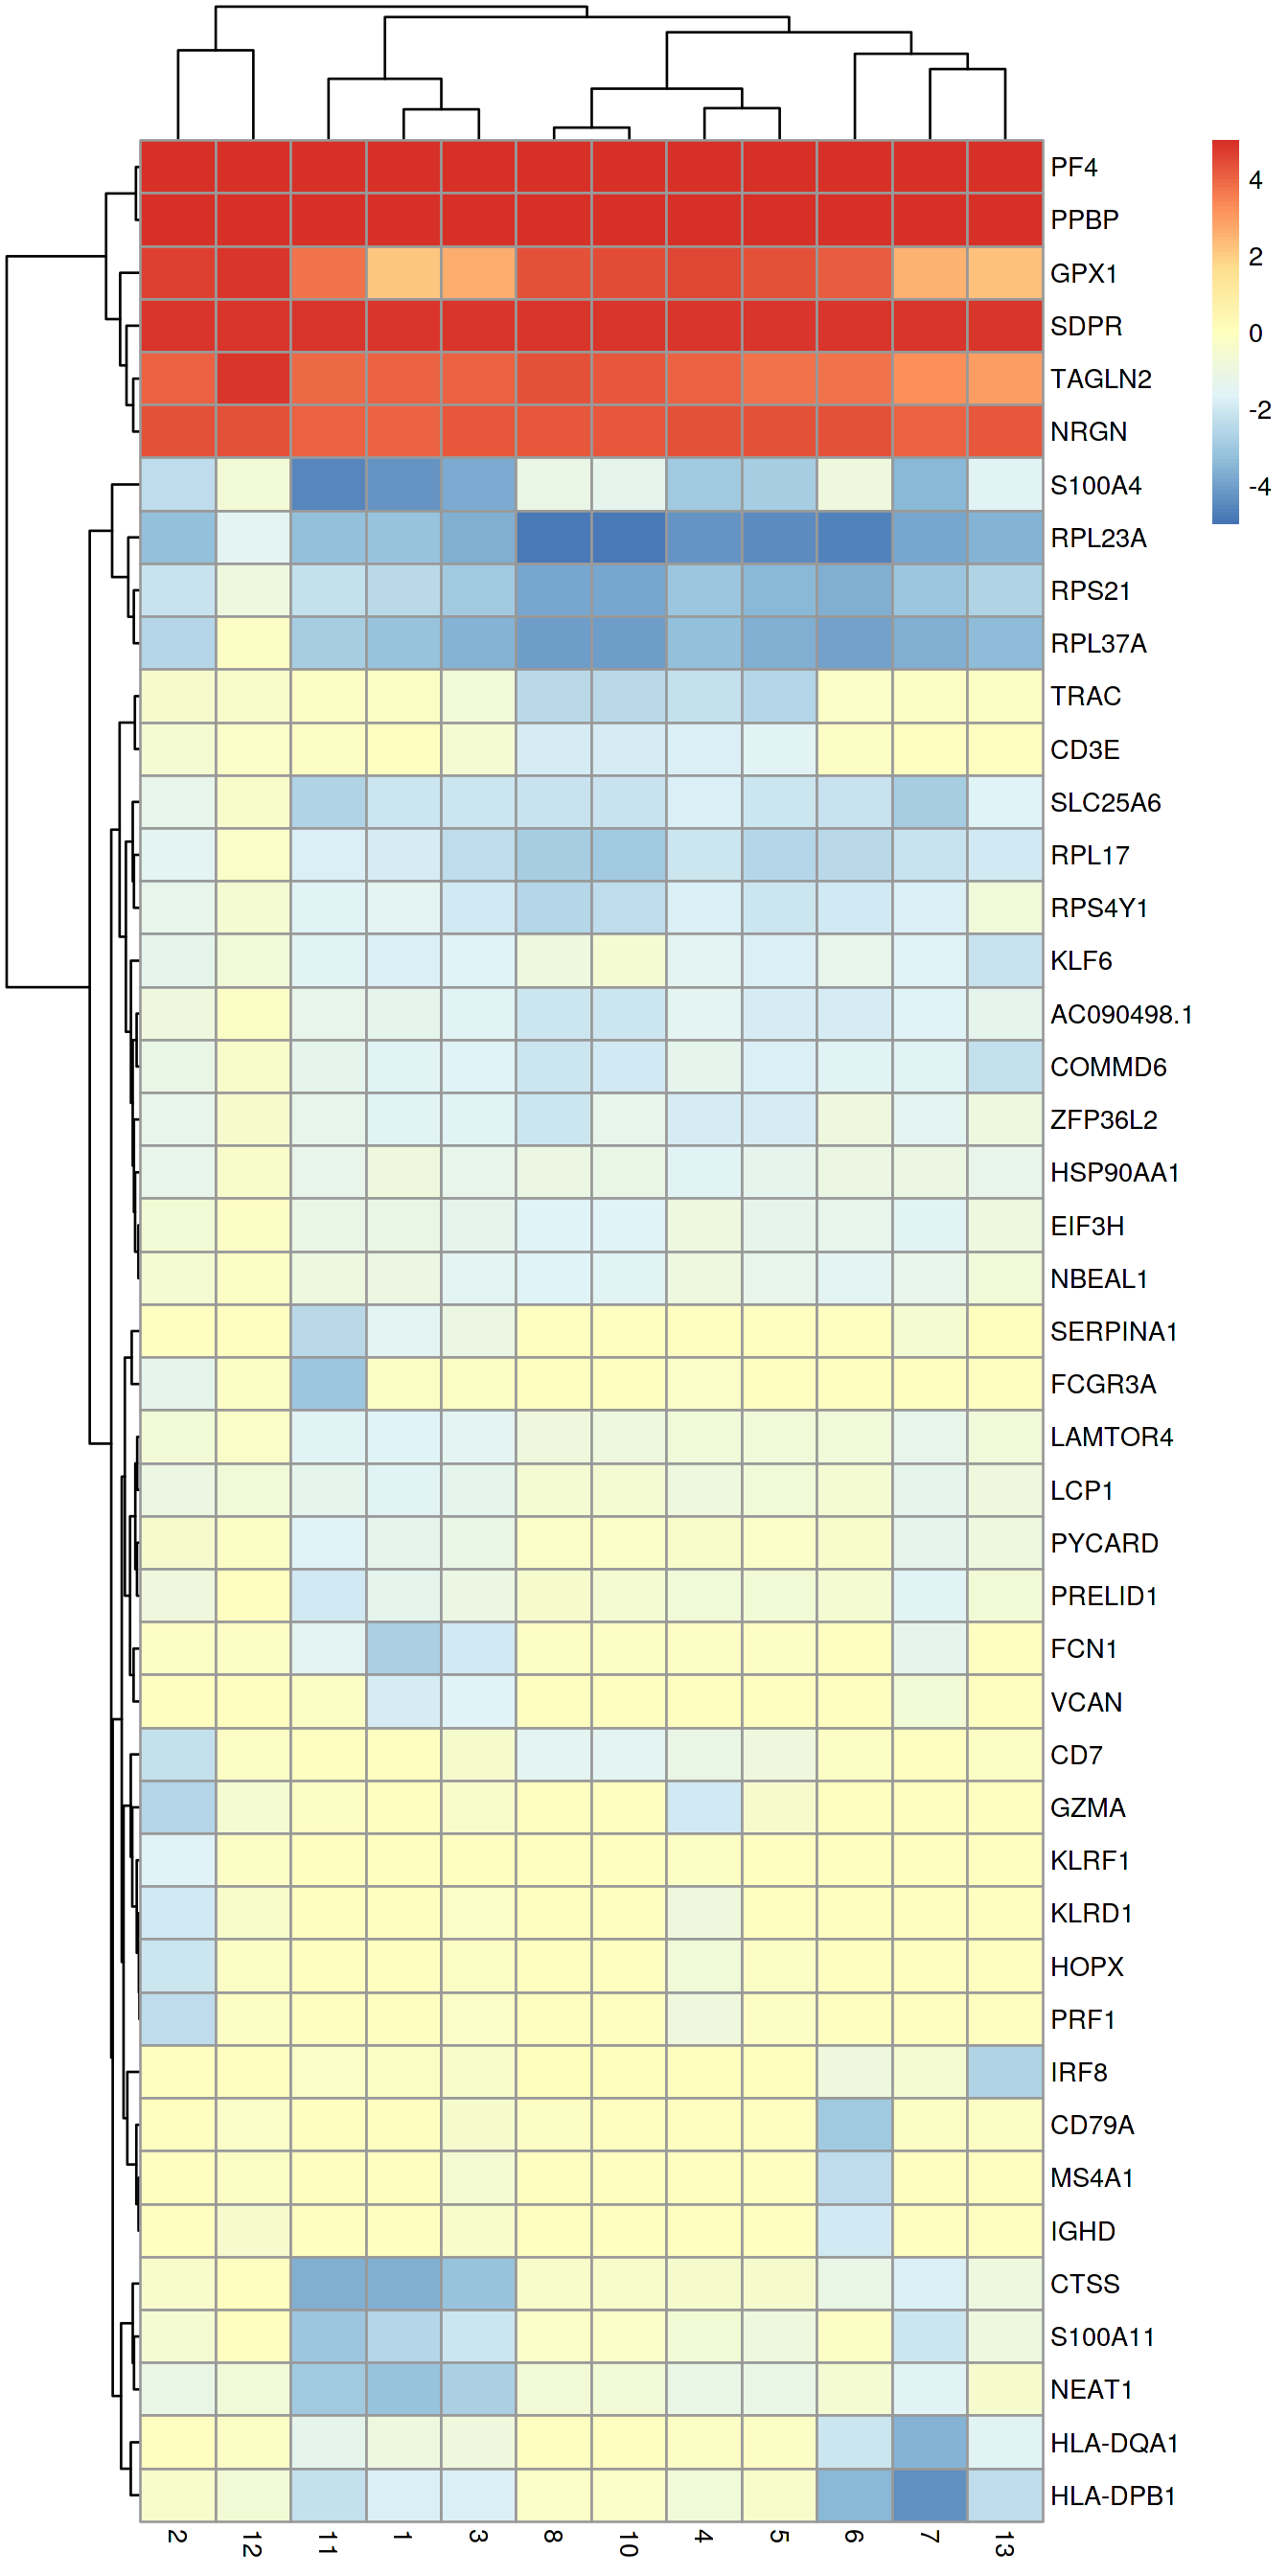 PF4
PPBP
GPX1
SDPR
TAGLN2
NRGN
S100A4
RPL23A
RPS21
RPL37A
TRAC
CD3E
SLC25A6
RPL17
RPS4Y1
KLF6
AC090498.1
COMMD6
ZFP36L2
HSP90AA1
EIF3H
NBEAL1
SERPINA1
FCGR3A
LAMTOR4
LCP1
PYCARD
PRELID1
FCN1
VCAN
CD7
GZMA
KLRF1
KLRD1
HOPX
PRF1
IRF8
CD79A
MS4A1
IGHD
CTSS
S100A11
NEAT1
HLA-DQA1
HLA-DPB1
4
2
0
-2
-4
2 12 11 1 3 8 10 4 5 6 7 13